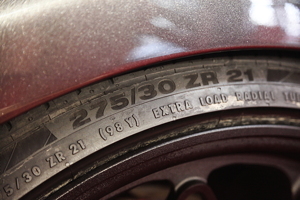 275/30 ZR 21
5/30 ZR 21 (98Y) EXTRA LOAD RADIAL